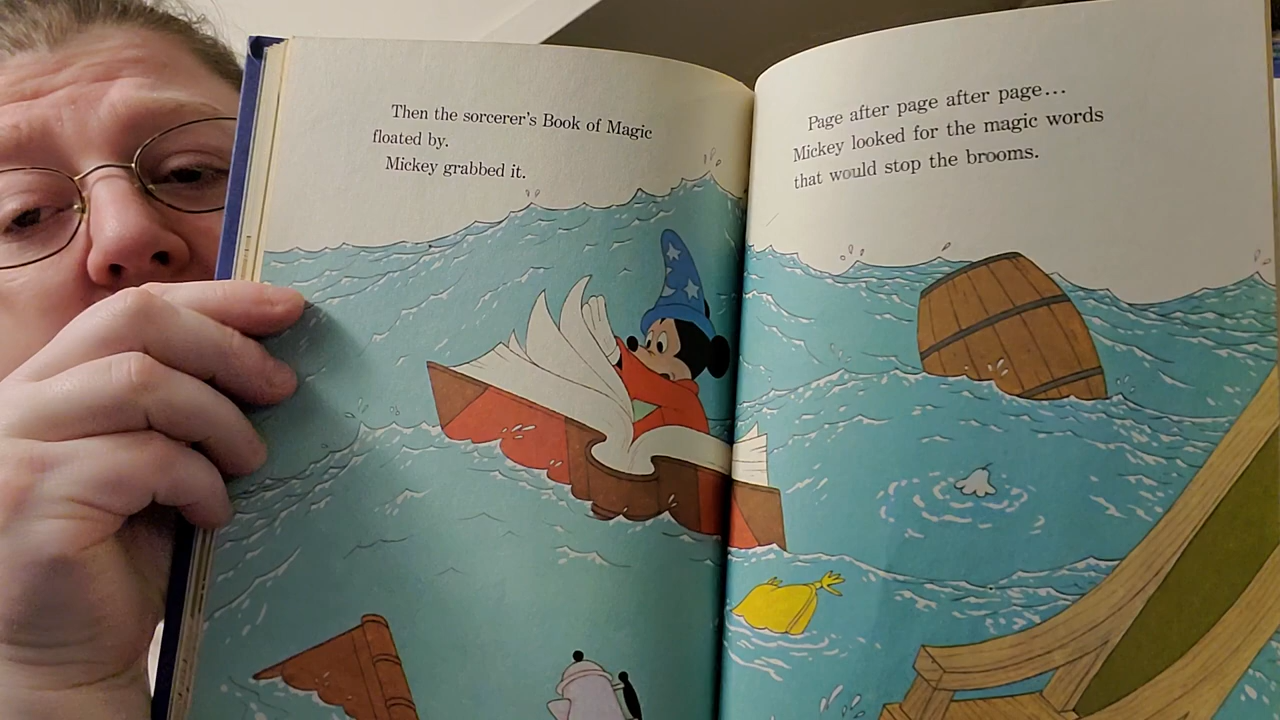 Then the sorcerer's Book of Magic
floated by.
Mickey grabbed it.
Page after page after page...
Mickey looked for the magic words
that would stop the brooms.